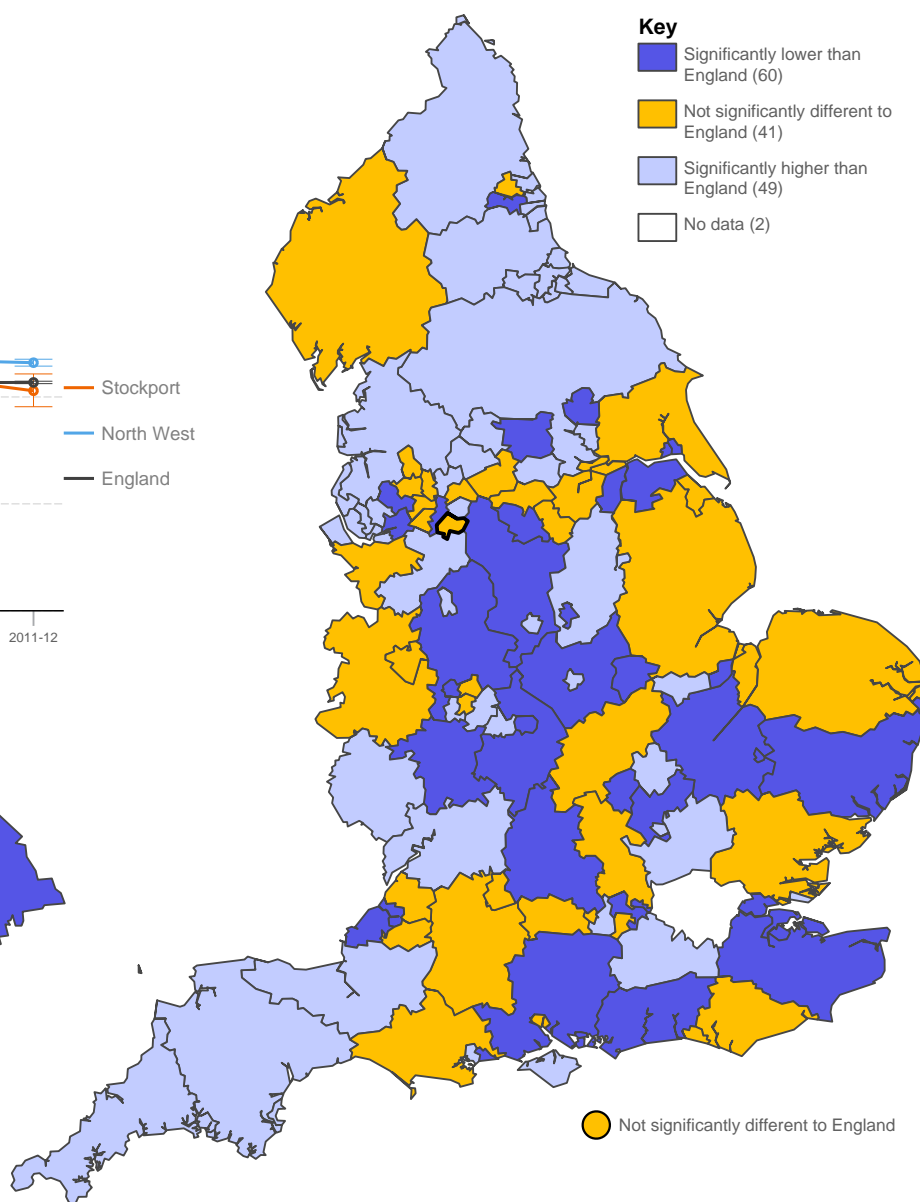 Key
Significantly lower than
England (60)
Not significantly different to
England (41)
Significantly higher than
England (49)
No data (2)
Stockport
North West
England
2011-12
Not significantly different to England